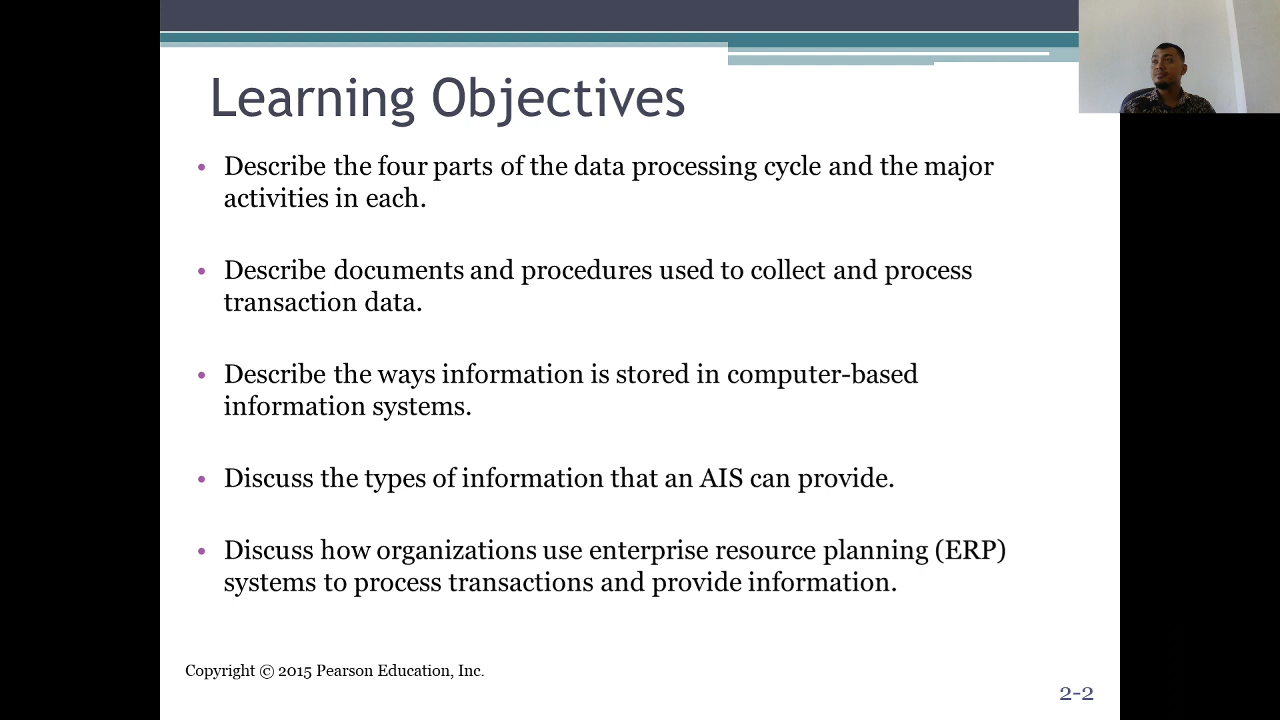 Learning Objectives
• Describe the four parts of the data processing cycle and the major
activities in each.
• Describe documents and procedures used to collect and process
transaction data.
• Describe the ways information is stored in computer-based
information systems.
• Discuss the types of information that an AIS can provide.
• Discuss how organizations use enterprise resource planning (ERP)
systems to process transactions and provide information.
Copyright © 2015 Pearson Education, Inc.
2-2